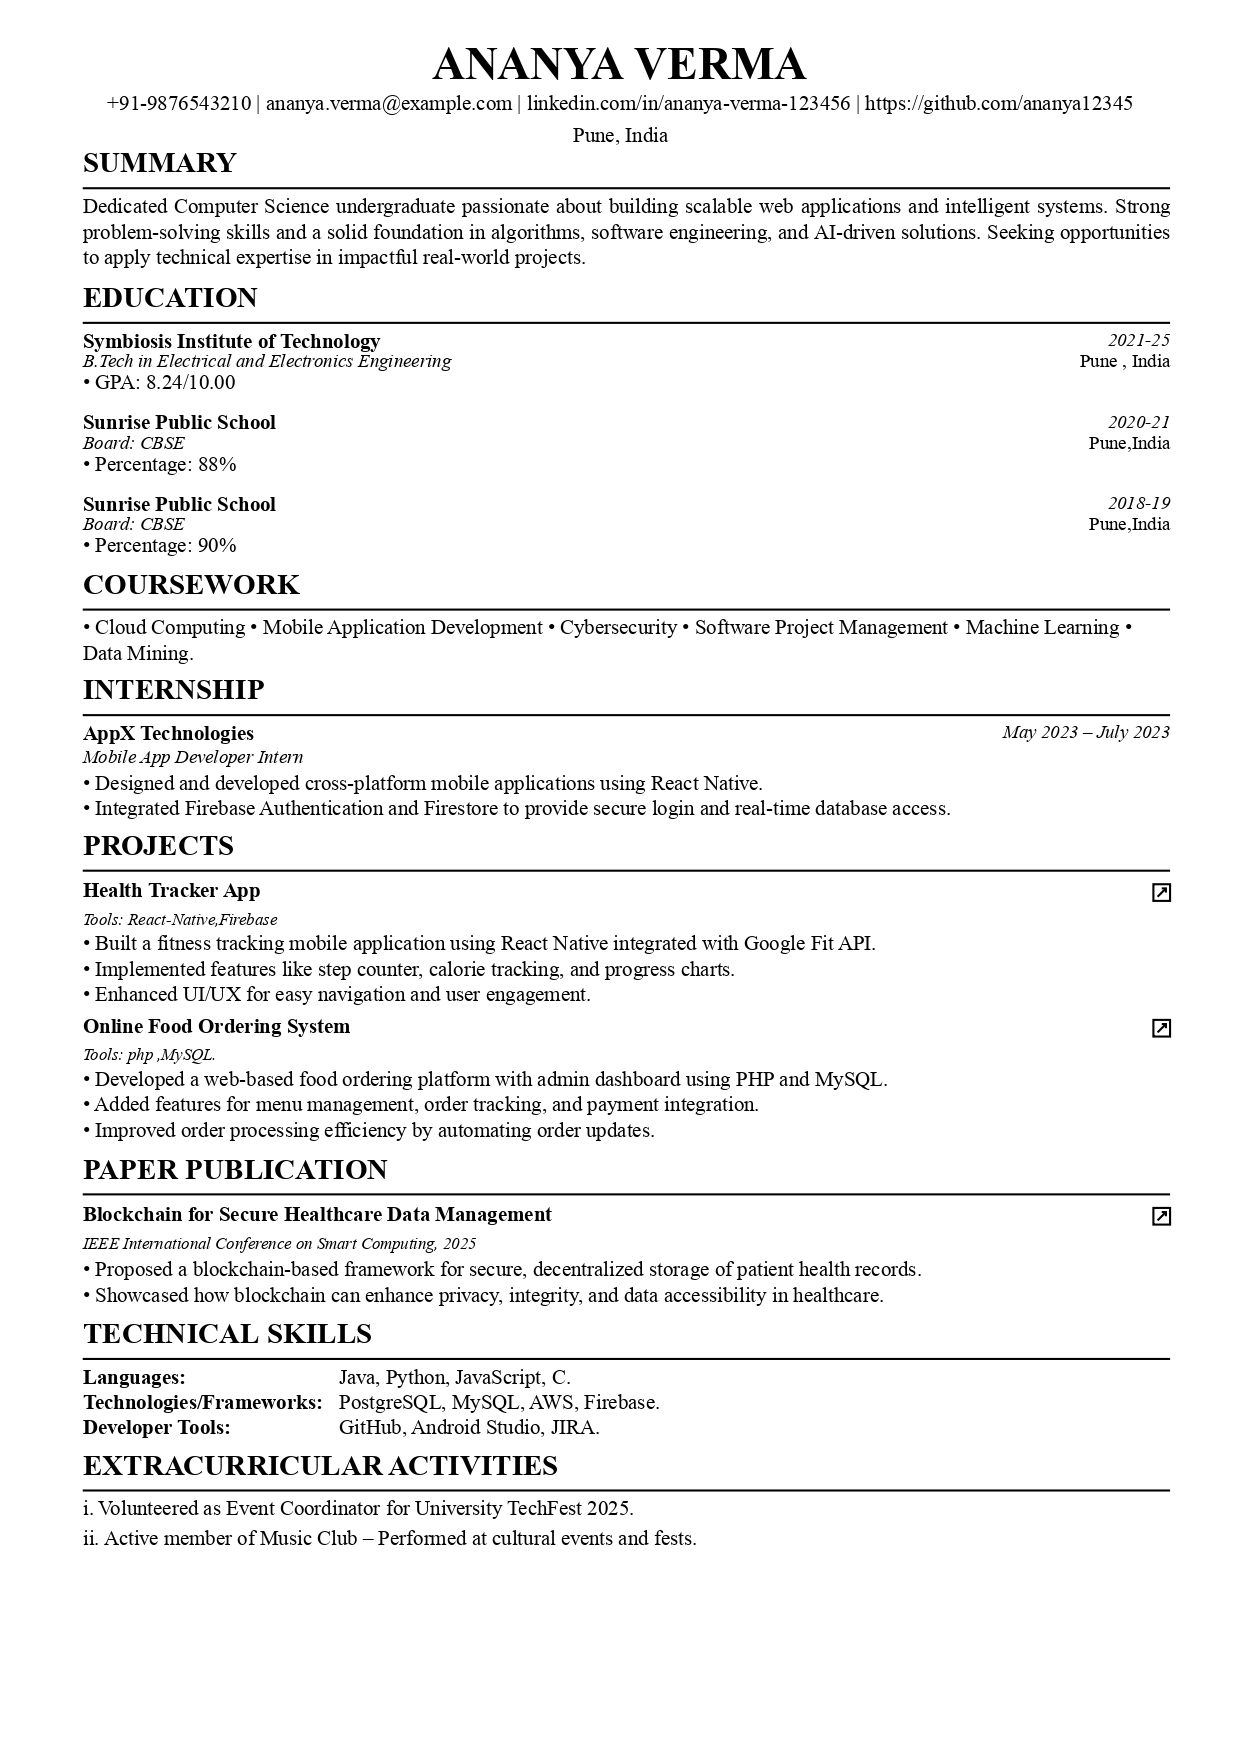 ANANYA VERMA
+91-9876543210 | ananya.verma@example.com | linkedin.com/in/ananya-verma-123456 | https://github.com/ananya12345
Pune, India
SUMMARY
Dedicated Computer Science undergraduate passionate about building scalable web applications and intelligent systems. Strong
problem-solving skills and a solid foundation in algorithms, software engineering, and AI-driven solutions. Seeking opportunities
to apply technical expertise in impactful real-world projects.
EDUCATION
Symbiosis Institute of Technology 2021-25
B.Tech in Electrical and Electronics Engineering Pune , India
• GPA: 8.24/10.00
Sunrise Public School 2020-21
Board: CBSE Pune,India
• Percentage: 88%
Sunrise Public School 2018-19
Board: CBSE Pune,India
• Percentage: 90%
COURSEWORK
• Cloud Computing • Mobile Application Development • Cybersecurity • Software Project Management • Machine Learning •
Data Mining.
INTERNSHIP
AppX Technologies May 2023 – July 2023
Mobile App Developer Intern
• Designed and developed cross-platform mobile applications using React Native.
• Integrated Firebase Authentication and Firestore to provide secure login and real-time database access.
PROJECTS
Health Tracker App
Tools: React-Native,Firebase
• Built a fitness tracking mobile application using React Native integrated with Google Fit API.
• Implemented features like step counter, calorie tracking, and progress charts.
• Enhanced UI/UX for easy navigation and user engagement.
Online Food Ordering System
Tools: php ,MySQL.
• Developed a web-based food ordering platform with admin dashboard using PHP and MySQL.
• Added features for menu management, order tracking, and payment integration.
• Improved order processing efficiency by automating order updates.
PAPER PUBLICATION
Blockchain for Secure Healthcare Data Management
IEEE International Conference on Smart Computing, 2025
• Proposed a blockchain-based framework for secure, decentralized storage of patient health records.
• Showcased how blockchain can enhance privacy, integrity, and data accessibility in healthcare.
TECHNICAL SKILLS
Languages: Java, Python, JavaScript, C.
Technologies/Frameworks: PostgreSQL, MySQL, AWS, Firebase.
Developer Tools: GitHub, Android Studio, JIRA.
EXTRACURRICULAR ACTIVITIES
i. Volunteered as Event Coordinator for University TechFest 2025.
ii. Active member of Music Club – Performed at cultural events and fests.